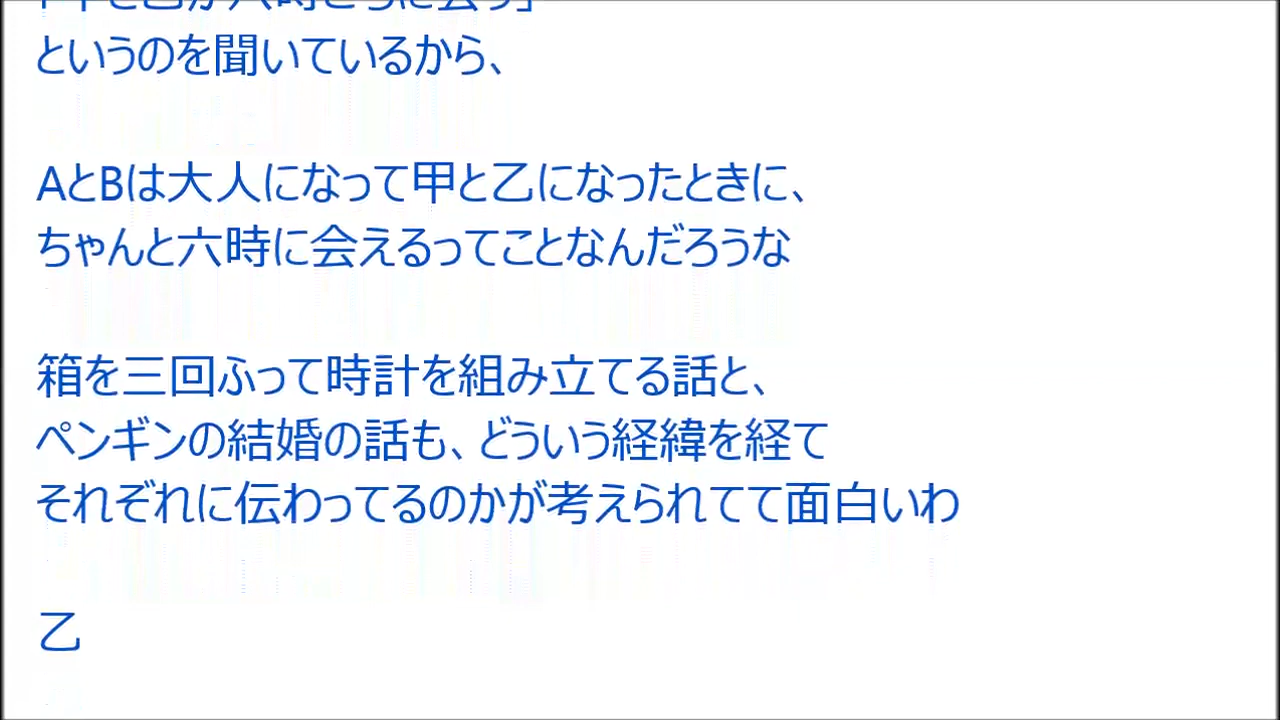 というのを聞いているから、
AとBは大人になって甲と乙になったときに、
ちゃんと六時に会えるってことなんだろうな
箱を三回ふって時計を組み立てる話と、
ペンギンの結婚の話も、どういう経緯を経て
それぞれに伝わってるのかが考えられてて面白いわ
乙